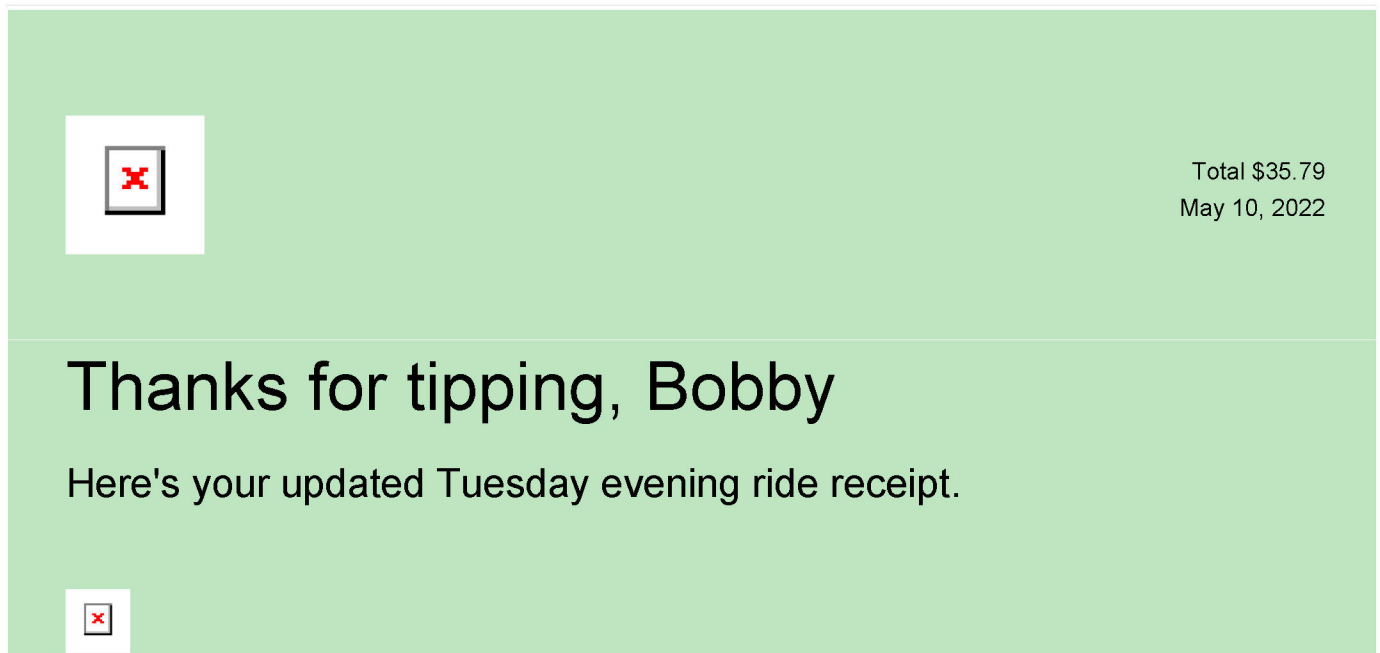 Total $35.79
May 10, 2022
Thanks for tipping, Bobby
Here's your updated Tuesday evening ride receipt.